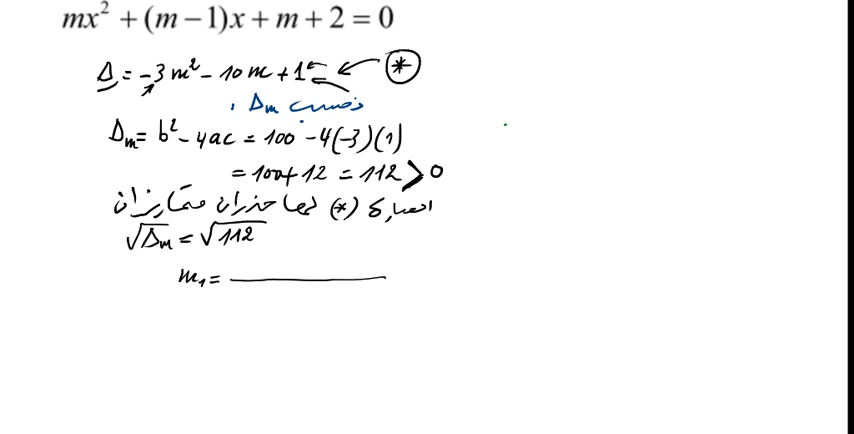 mx² + (m − 1)x + m + 2 = 0
Δ = -3m² - 10m + 1 = (*)
نحسب Δm
Δm = b² - 4ac = 100 - 4(-3)(1)
= 100 + 12 = 112 > 0
العبارة (*) لها جذران متمايزان
√Δm = √112
m₁ =